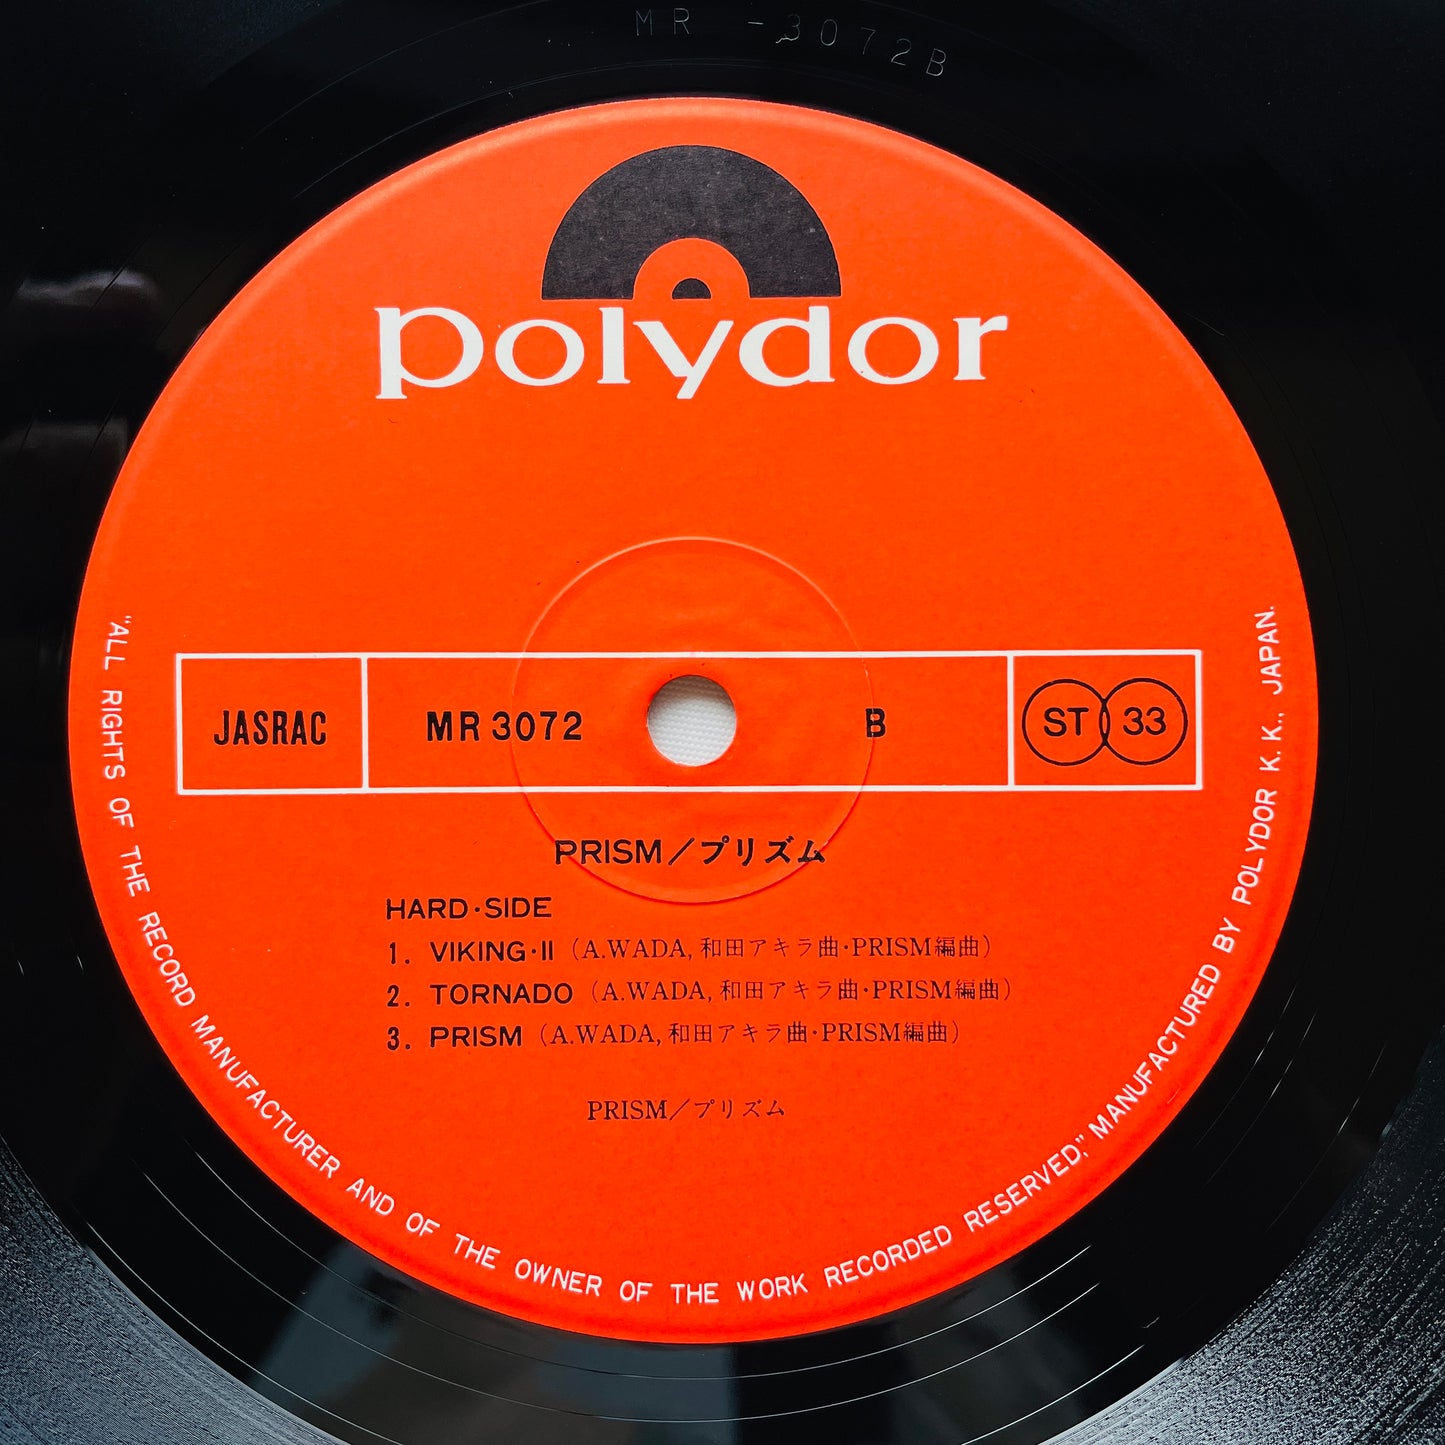 MR -3072B
polydor
JASRAC
MR 3072
B
ST 33
PRISM／プリズム
HARD·SIDE
1. VIKING·II (A.WADA, 和田アキラ曲·PRISM編曲)
2. TORNADO (A.WADA, 和田アキラ曲·PRISM編曲)
3. PRISM (A.WADA, 和田アキラ曲·PRISM編曲)
PRISM／プリズム
"ALL RIGHTS OF THE RECORD MANUFACTURER AND OF THE OWNER OF THE WORK RECORDED RESERVED," MANUFACTURED BY POLYDOR K. K., JAPAN.